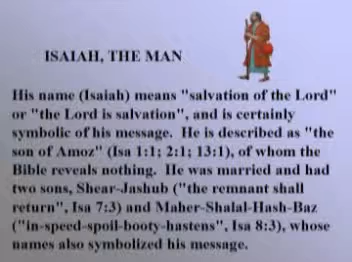 ISAIAH, THE MAN
His name (Isaiah) means "salvation of the Lord"
or "the Lord is salvation", and is certainly
symbolic of his message. He is described as "the
son of Amoz" (Isa 1:1; 2:1; 13:1), of whom the
Bible reveals nothing. He was married and had
two sons, Shear-Jashub ("the remnant shall
return", Isa 7:3) and Maher-Shalal-Hash-Baz
("in-speed-spoil-booty-hastens", Isa 8:3), whose
names also symbolized his message.